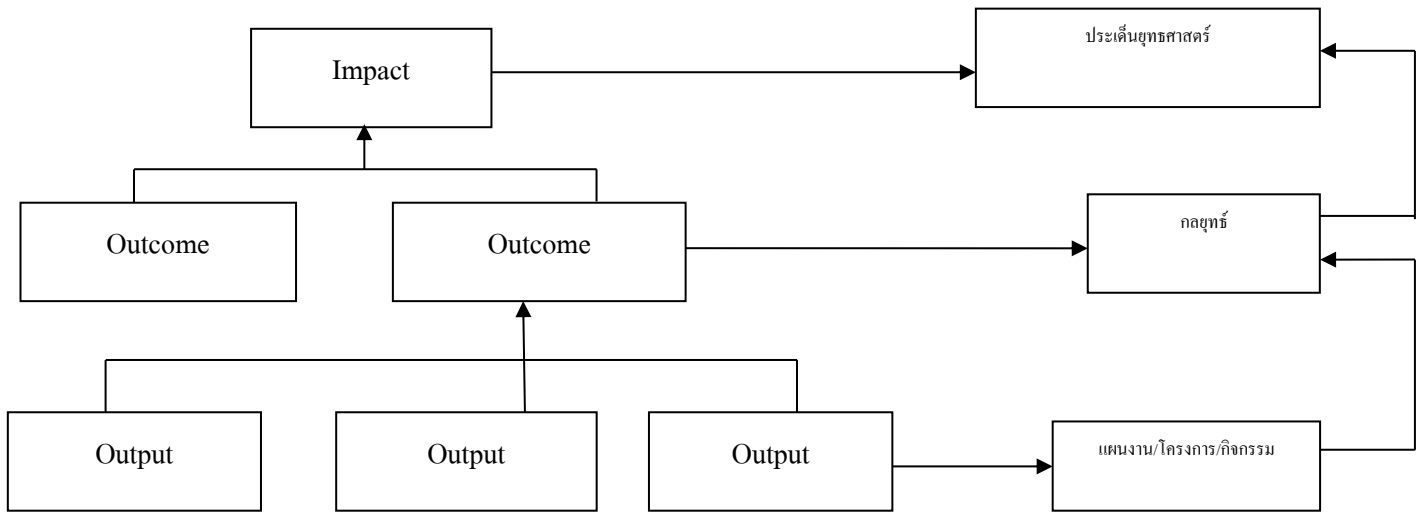 Impact
ประเด็นยุทธศาสตร์
Outcome
Outcome
กลยุทธ์
Output
Output
Output
แผนงาน/โครงการ/กิจกรรม